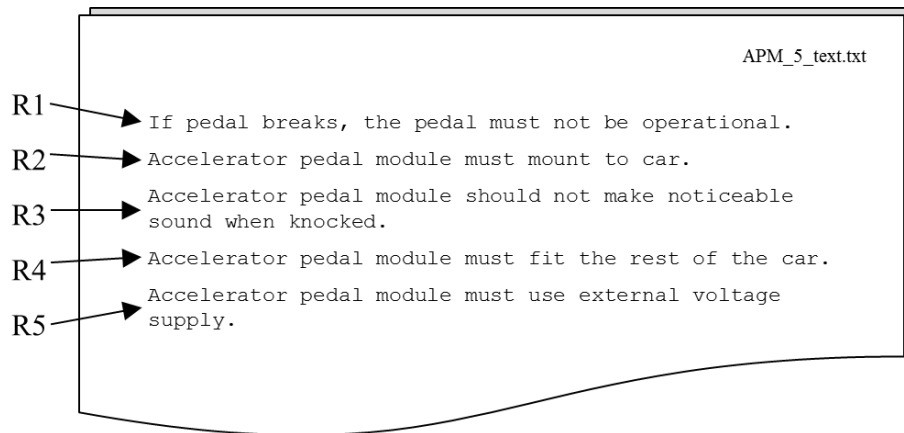 APM_5_text.txt
R1
If pedal breaks, the pedal must not be operational.
R2
Accelerator pedal module must mount to car.
R3
Accelerator pedal module should not make noticeable
sound when knocked.
R4
Accelerator pedal module must fit the rest of the car.
R5
Accelerator pedal module must use external voltage
supply.